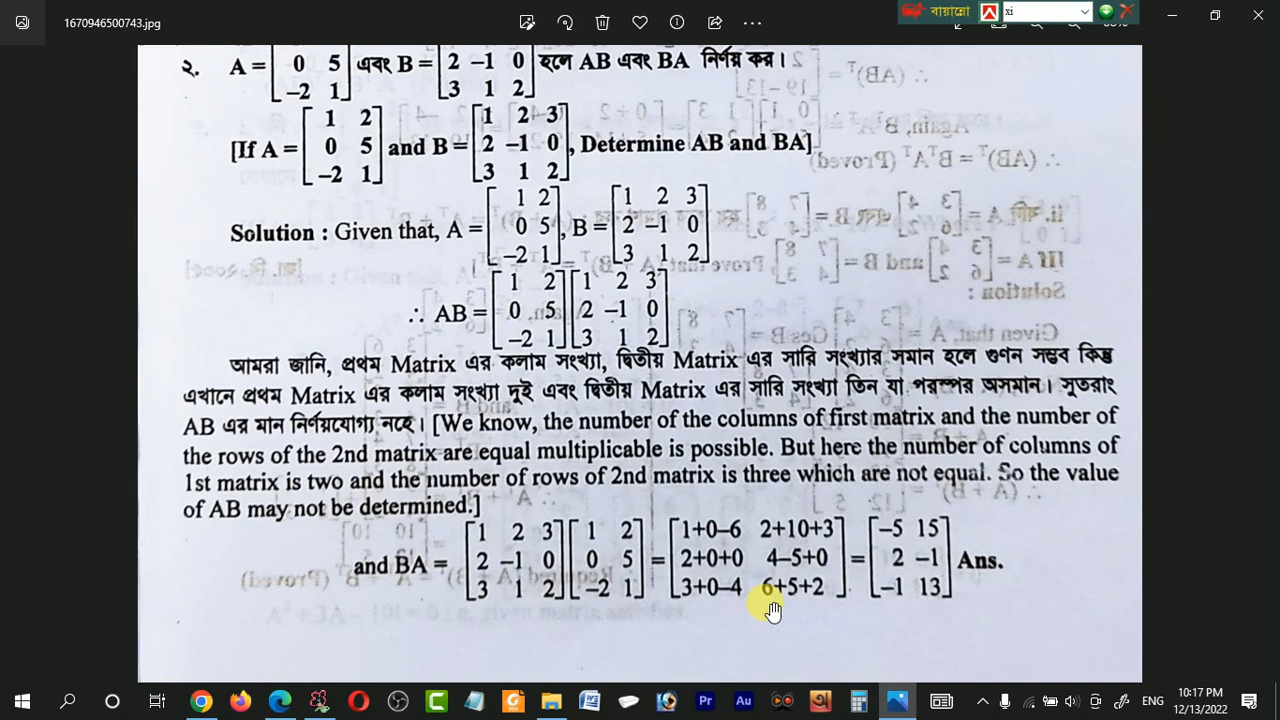 1670946500743.jpg
বায়ান্নো
xi
২. A = [ 0 5 –2 1 ] এবং B = [ 2 –1 0 3 1 2 ] হলে AB এবং BA নির্ণয় কর।
[If A = [ 1 2 0 5 –2 1 ] and B = [ 1 2 –3 2 –1 0 3 1 2 ], Determine AB and BA]
Solution : Given that, A = [ 1 2 0 5 –2 1 ], B = [ 1 2 3 2 –1 0 3 1 2 ]
∴ AB = [ 1 2 0 5 –2 1 ] [ 1 2 3 2 –1 0 3 1 2 ]
আমরা জানি, প্রথম Matrix এর কলাম সংখ্যা, দ্বিতীয় Matrix এর সারি সংখ্যার সমান হলে গুণন সম্ভব কিন্তু
এখানে প্রথম Matrix এর কলাম সংখ্যা দুই এবং দ্বিতীয় Matrix এর সারি সংখ্যা তিন যা পরস্পর অসমান। সুতরাং
AB এর মান নির্ণয়যোগ্য নহে। [We know, the number of the columns of first matrix and the number of
the rows of the 2nd matrix are equal multiplicable is possible. But here the number of columns of
1st matrix is two and the number of rows of 2nd matrix is three which are not equal. So the value
of AB may not be determined.]
and BA = [ 1 2 3 2 –1 0 3 1 2 ] [ 1 2 0 5 –2 1 ] = [ 1+0–6 2+10+3 2+0+0 4–5+0 3+0–4 6+5+2 ] = [ –5 15 2 –1 –1 13 ] Ans.
ENG
10:17 PM
12/13/2022